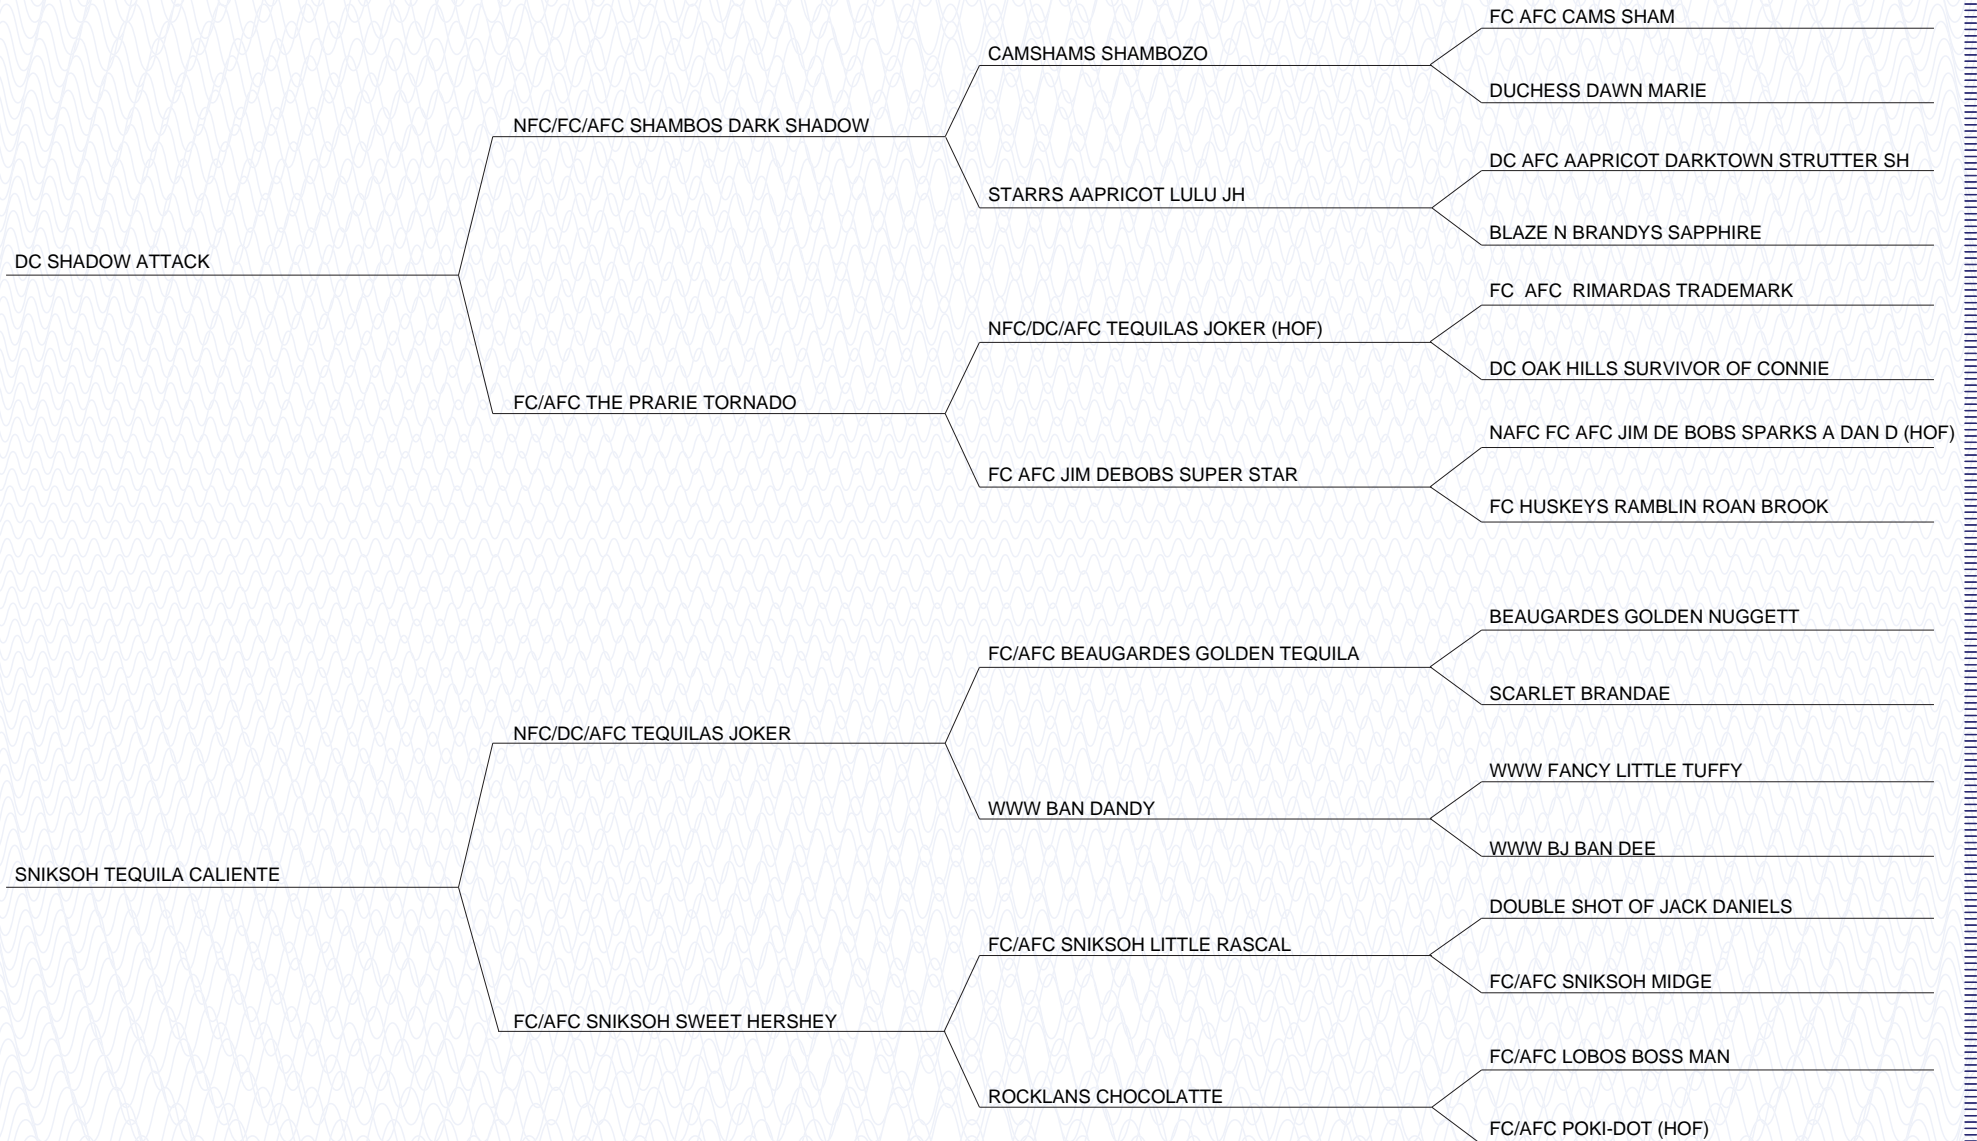 FC AFC CAMS SHAM
CAMSHAMS SHAMBOZO
DUCHESS DAWN MARIE
NFC/FC/AFC SHAMBOS DARK SHADOW
DC AFC AAPRICOT DARKTOWN STRUTTER SH
STARRS AAPRICOT LULU JH
BLAZE N BRANDYS SAPPHIRE
DC SHADOW ATTACK
FC  AFC  RIMARDAS TRADEMARK
NFC/DC/AFC TEQUILAS JOKER (HOF)
DC OAK HILLS SURVIVOR OF CONNIE
FC/AFC THE PRARIE TORNADO
NAFC FC AFC JIM DE BOBS SPARKS A DAN D (HOF)
FC AFC JIM DEBOBS SUPER STAR
FC HUSKEYS RAMBLIN ROAN BROOK
BEAUGARDES GOLDEN NUGGETT
FC/AFC BEAUGARDES GOLDEN TEQUILA
SCARLET BRANDAE
NFC/DC/AFC TEQUILAS JOKER
WWW FANCY LITTLE TUFFY
WWW BAN DANDY
WWW BJ BAN DEE
SNIKSOH TEQUILA CALIENTE
DOUBLE SHOT OF JACK DANIELS
FC/AFC SNIKSOH LITTLE RASCAL
FC/AFC SNIKSOH MIDGE
FC/AFC SNIKSOH SWEET HERSHEY
FC/AFC LOBOS BOSS MAN
ROCKLANS CHOCOLATTE
FC/AFC POKI-DOT (HOF)